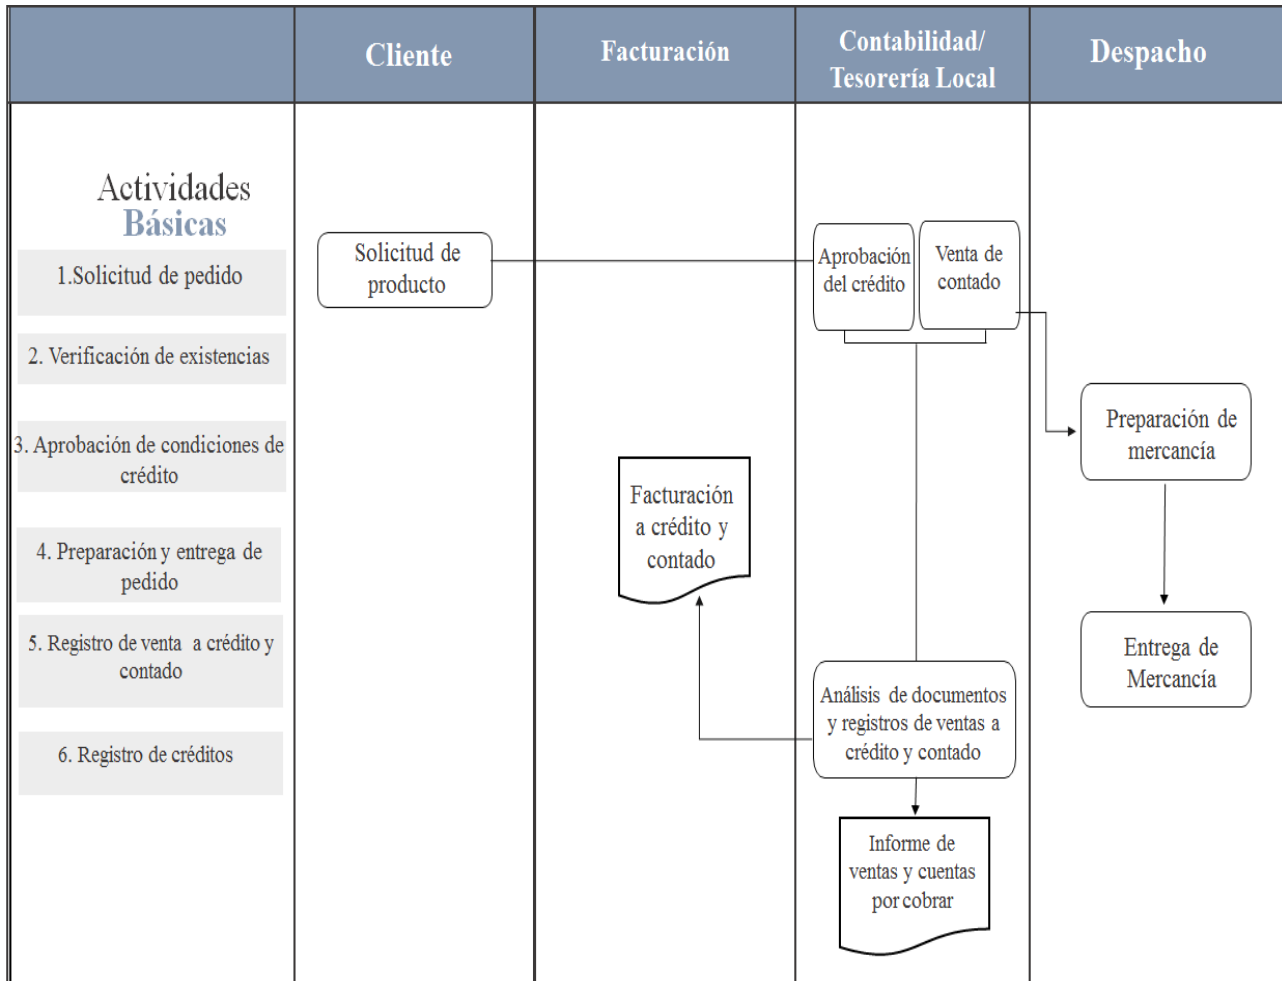 Cliente
Facturación
Contabilidad/
Tesorería Local
Despacho
Actividades
Básicas
1.Solicitud de pedido
2. Verificación de existencias
3. Aprobación de condiciones de
crédito
4. Preparación y entrega de
pedido
5. Registro de venta a crédito y
contado
6. Registro de créditos
Solicitud de
producto
Facturación
a crédito y
contado
Aprobación
del crédito
Venta de
contado
Análisis de documentos
y registros de ventas a
crédito y contado
Informe de
ventas y cuentas
por cobrar
Preparación de
mercancía
Entrega de
Mercancía